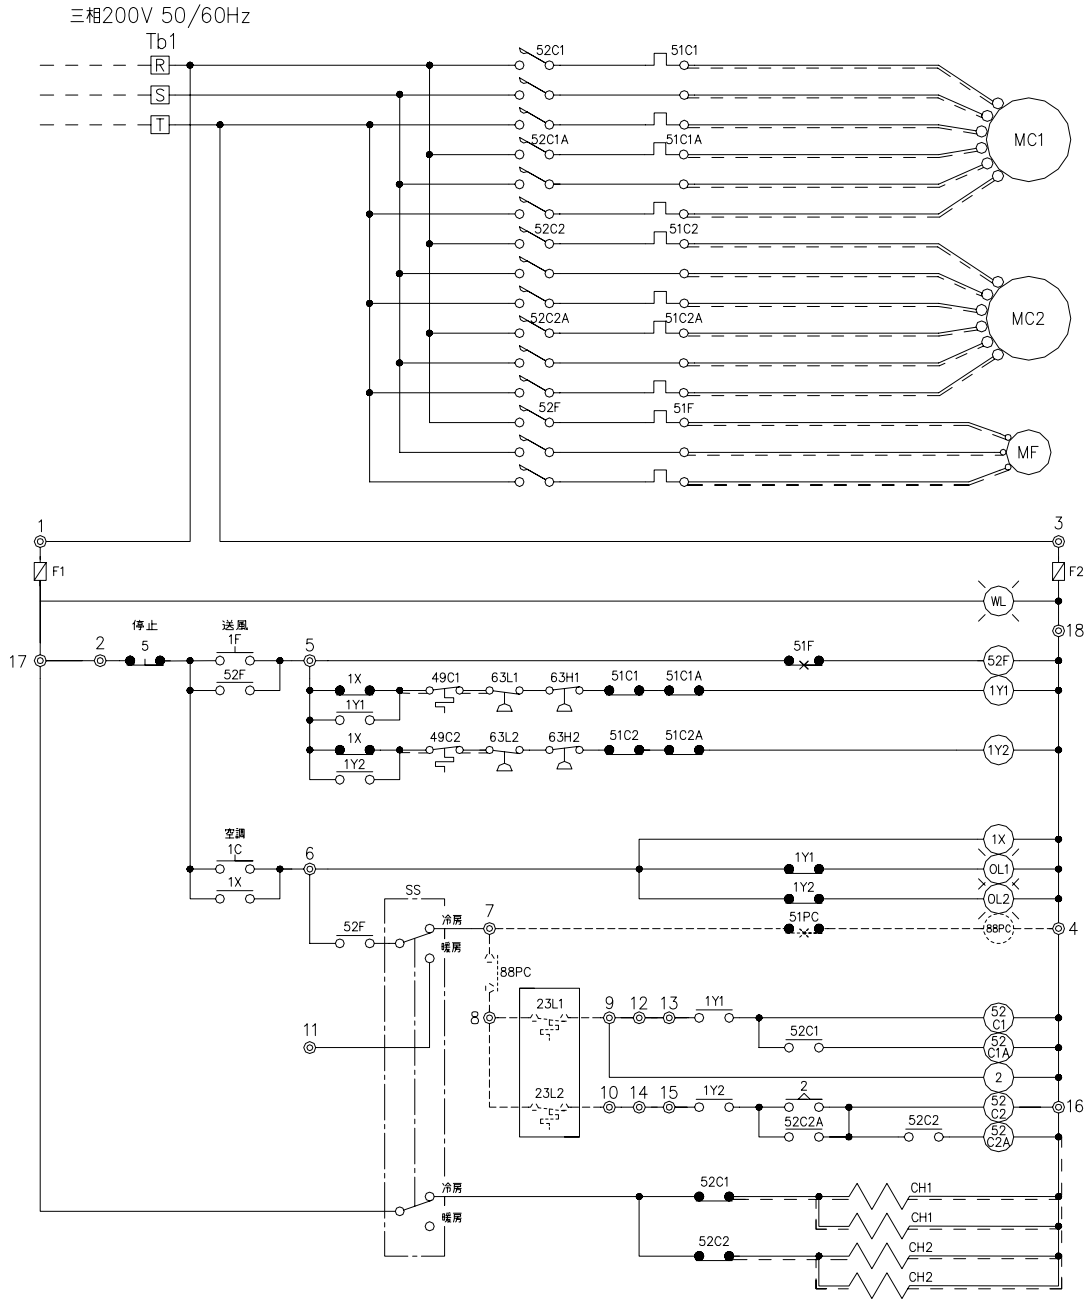 三相200V 50/60Hz
Tb1
R 52C1 51C1
S
T MC1
52C1A 51C1A
52C2 51C2
MC2
52C2A 51C2A
52F 51F
MF
1 3
F1 F2
WL
18
停止 送風
17 2 5 1F 5 51F 52F
52F
1X 49C1 63L1 63H1 51C1 51C1A 1Y1
1Y1
1X 49C2 63L2 63H2 51C2 51C2A 1Y2
1Y2
空調
1C 6 1X
1X 1Y1 OL1
1Y2 OL2
SS
52F 冷房 7 51PC 88PC 4
暖房
88PC
8 23L1 9 12 13 1Y1 52 C1
11 52C1 52 C1A
2
23L2 10 14 15 1Y2 2 52 C2 16
52C2A 52C2 52 C2A
冷房 52C1 CH1
暖房 CH1
52C2 CH2
CH2